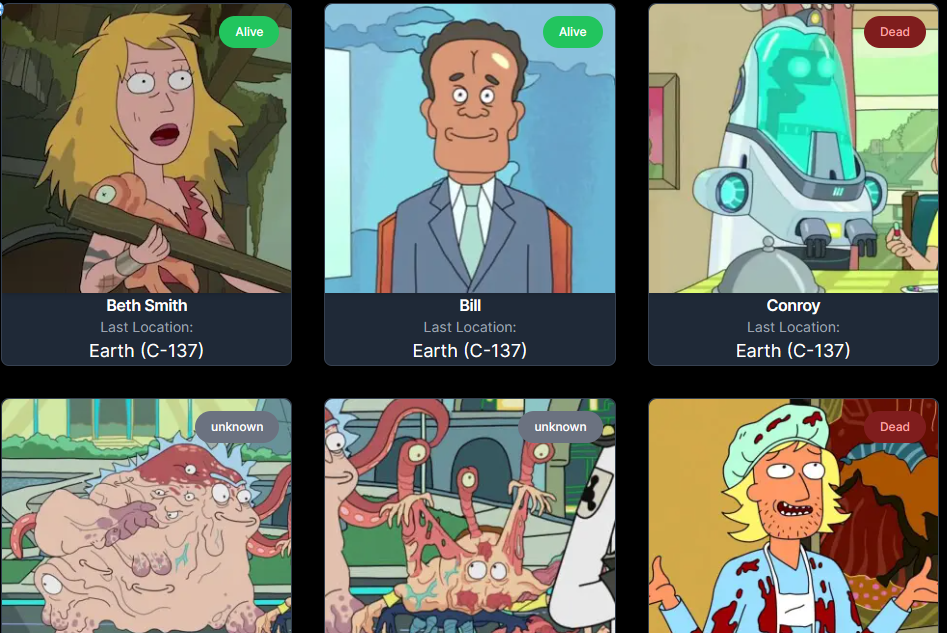 Alive
Alive
Dead
Beth Smith
Last Location:
Earth (C-137)
Bill
Last Location:
Earth (C-137)
Conroy
Last Location:
Earth (C-137)
unknown
unknown
Dead